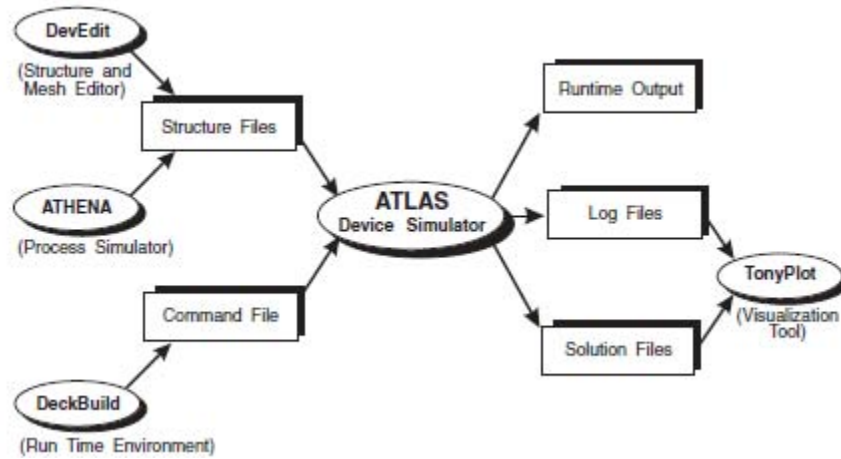 DevEdit
(Structure and
Mesh Editor)
Structure Files
ATHENA
(Process Simulator)
Command File
DeckBuild
(Run Time Environment)
ATLAS
Device Simulator
Runtime Output
Log Files
Solution Files
TonyPlot
(Visualization
Tool)